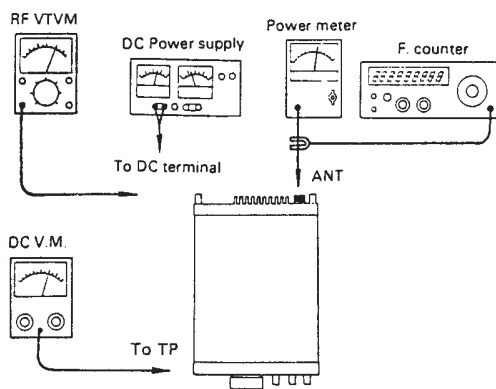 RF VTVM
DC Power supply
Power meter
F. counter
To DC terminal
ANT
DC V.M.
To TP